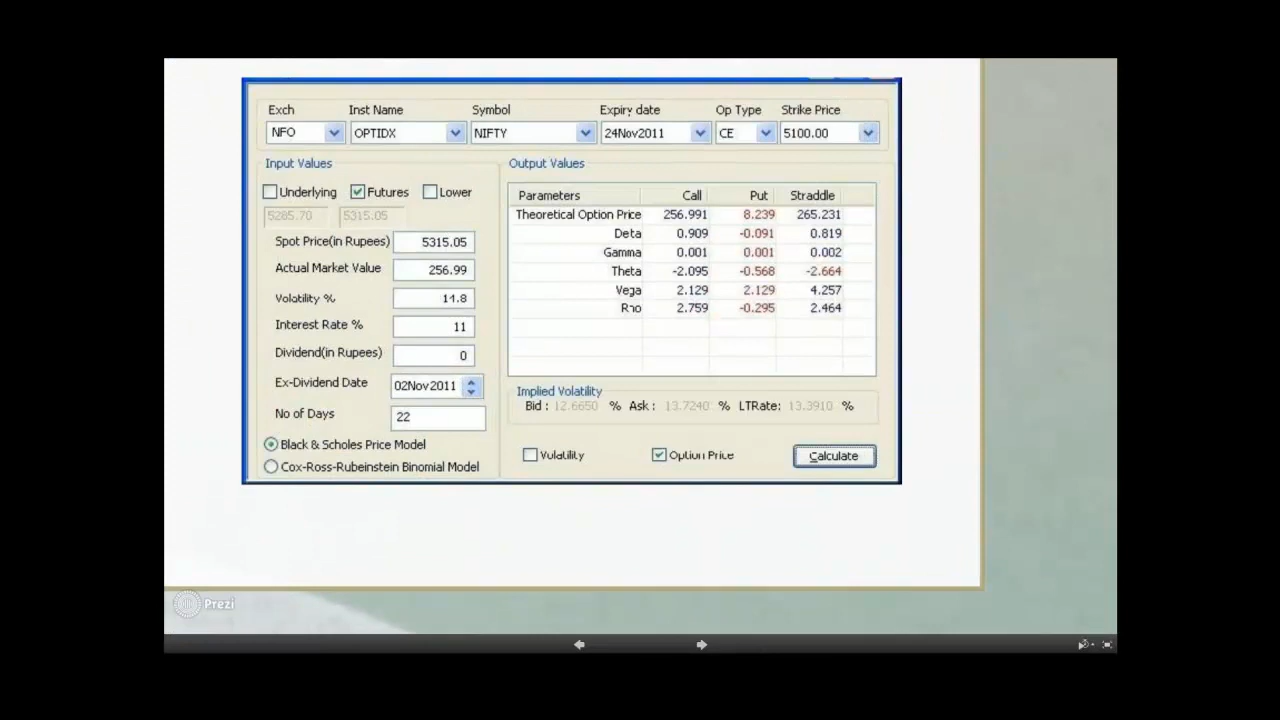 Exch Inst Name Symbol Expiry date Op Type Strike Price
NFO OPTIDX NIFTY 24Nov2011 CE 5100.00
Input Values
Underlying Futures Lower
5285.70 5315.05
Spot Price(in Rupees) 5315.05
Actual Market Value 256.99
Volatility % 14.8
Interest Rate % 11
Dividend(in Rupees) 0
Ex-Dividend Date 02Nov2011
No of Days 22
Black & Scholes Price Model
Cox-Ross-Rubeinstein Binomial Model
Output Values
Parameters Call Put Straddle
Theoretical Option Price 256.991 8.239 265.231
Delta 0.909 -0.091 0.819
Gamma 0.001 0.001 0.002
Theta -2.095 -0.568 -2.664
Vega 2.129 2.129 4.257
Rho 2.759 -0.295 2.464
Implied Volatility
Bid : 12.6650 % Ask : 13.7240 % LTRate: 13.3910 %
Volatility Option Price Calculate
Prezi